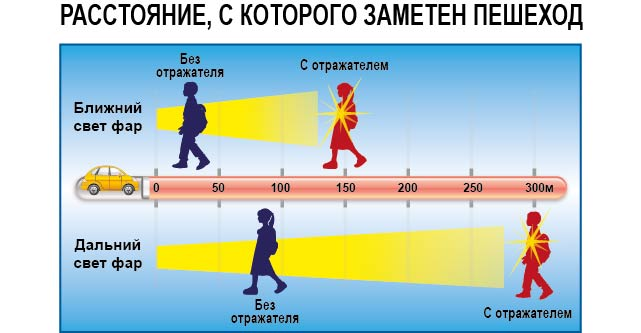 РАССТОЯНИЕ, С КОТОРОГО ЗАМЕТЕН ПЕШЕХОД
Без
отражателя
С отражателем
Ближний
свет фар
0 50 100 150 200 250 300м
Дальний
свет фар
Без
отражателя
С отражателем